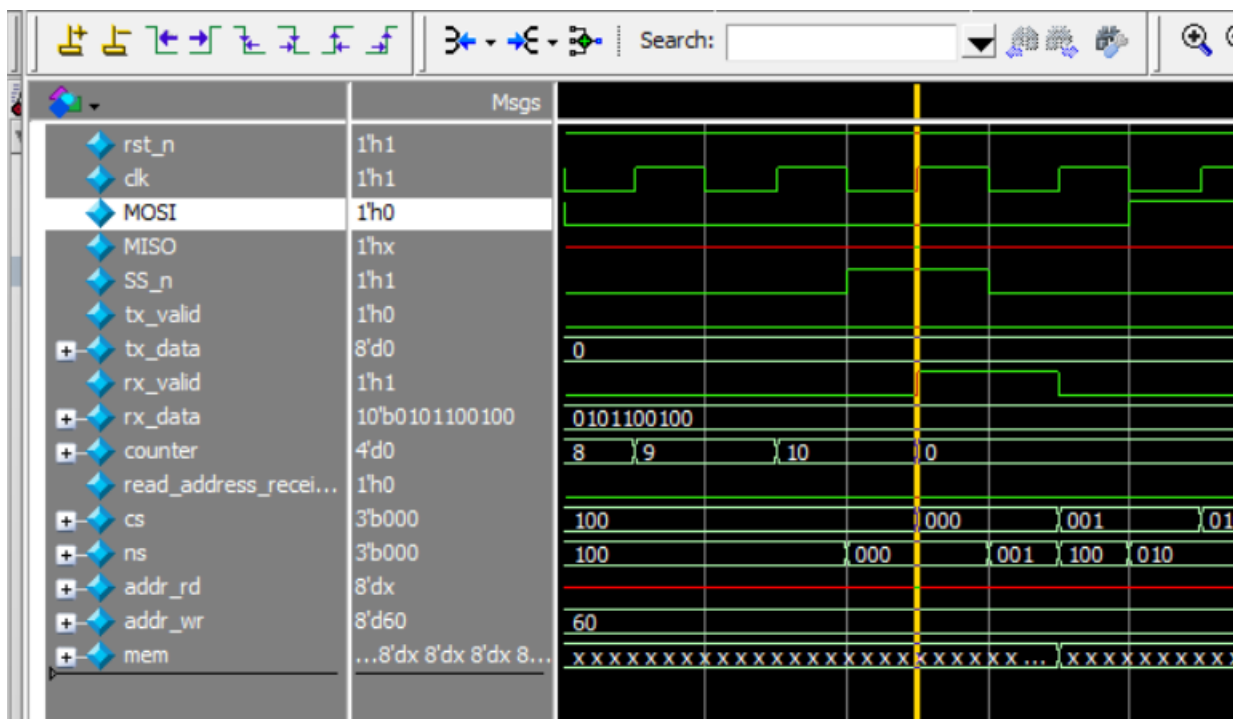 Search:
Msgs
rst_n 1'h1
clk 1'h1
MOSI 1'h0
MISO 1'hx
SS_n 1'h1
tx_valid 1'h0
tx_data 8'd0 0
rx_valid 1'h1
rx_data 10'b0101100100 0101100100
counter 4'd0 8 9 10 0
read_address_recei... 1'h0
cs 3'b000 100 000 001 01
ns 3'b000 100 000 001 100 010
addr_rd 8'dx
addr_wr 8'd60 60
mem ...8'dx 8'dx 8'dx 8... x x x x x x x x x x x x x x x x x x x x x x x x x ... x x x x x x x x x x